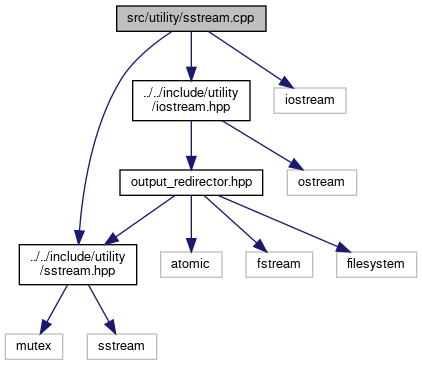 src/utility/sstream.cpp
../../include/utility
/iostream.hpp
iostream
output_redirector.hpp
ostream
../../include/utility
/sstream.hpp
atomic
fstream
filesystem
mutex
sstream